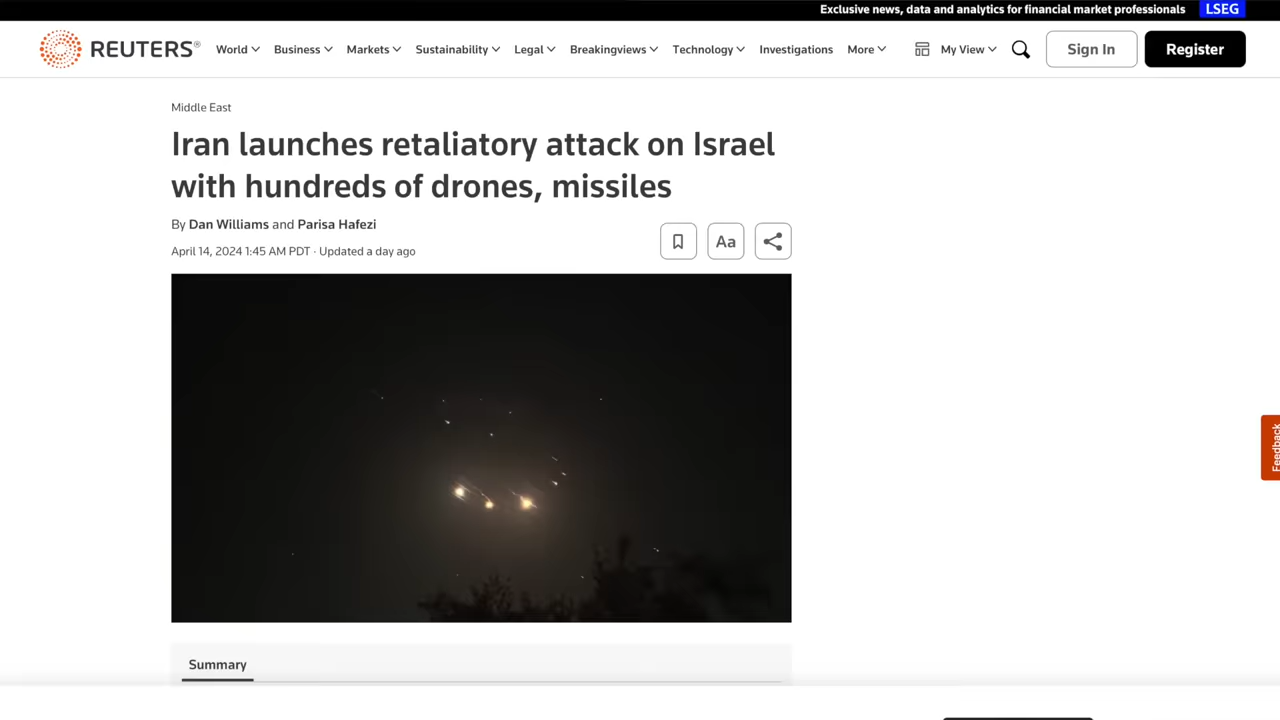 Exclusive news, data and analytics for financial market professionals LSEG
REUTERS® World Business Markets Sustainability Legal Breakingviews Technology Investigations More My View Sign In Register
Middle East
Iran launches retaliatory attack on Israel
with hundreds of drones, missiles
By Dan Williams and Parisa Hafezi
April 14, 2024 1:45 AM PDT · Updated a day ago
Aa
Feedback
Summary